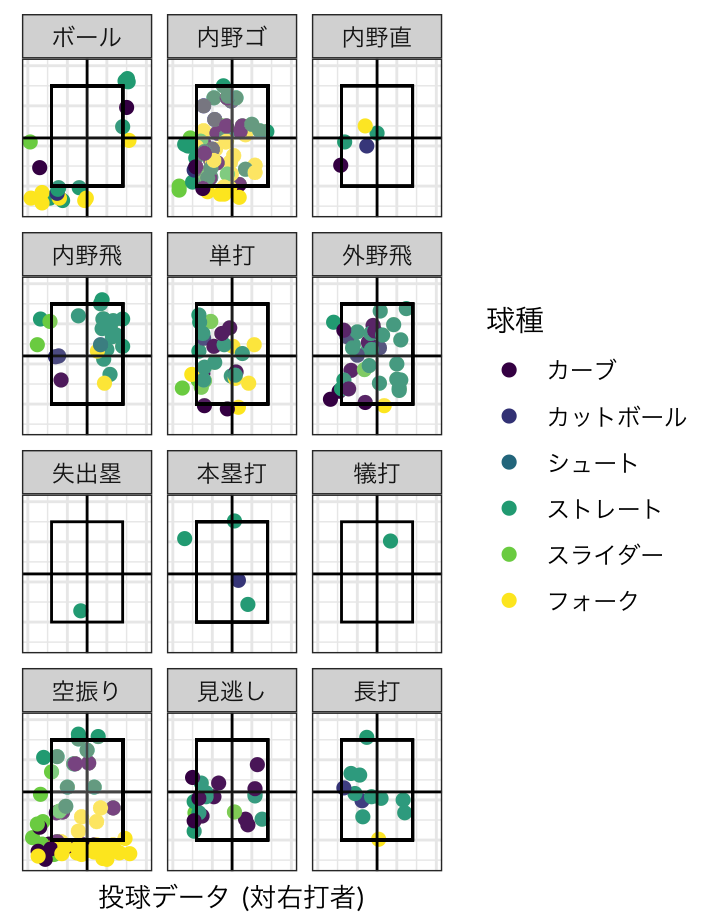 ボール
内野ゴ
内野直
内野飛
単打
外野飛
失出塁
本塁打
犠打
空振り
見逃し
長打
球種
カーブ
カットボール
シュート
ストレート
スライダー
フォーク
投球データ (対右打者)